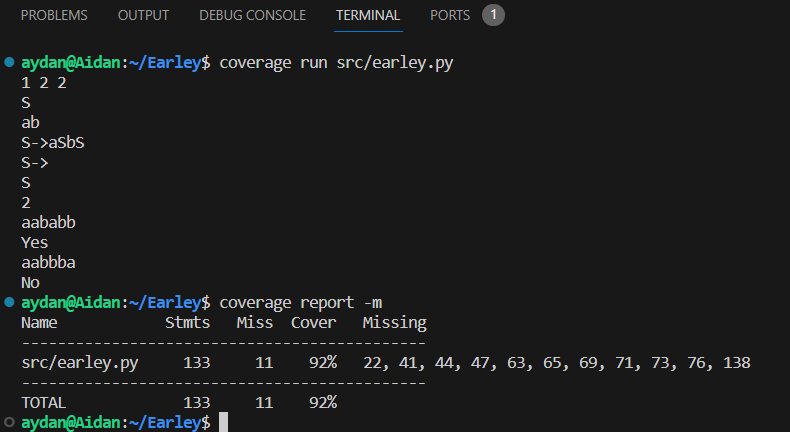 PROBLEMS OUTPUT DEBUG CONSOLE TERMINAL PORTS 1
aydan@Aidan:~/Earley$ coverage run src/earley.py
1 2 2
S
ab
S->aSbS
S->
S
2
aababb
Yes
aabbba
No
aydan@Aidan:~/Earley$ coverage report -m
Name Stmts Miss Cover Missing
-------------------------------------------
src/earley.py 133 11 92% 22, 41, 44, 47, 63, 65, 69, 71, 73, 76, 138
-------------------------------------------
TOTAL 133 11 92%
aydan@Aidan:~/Earley$